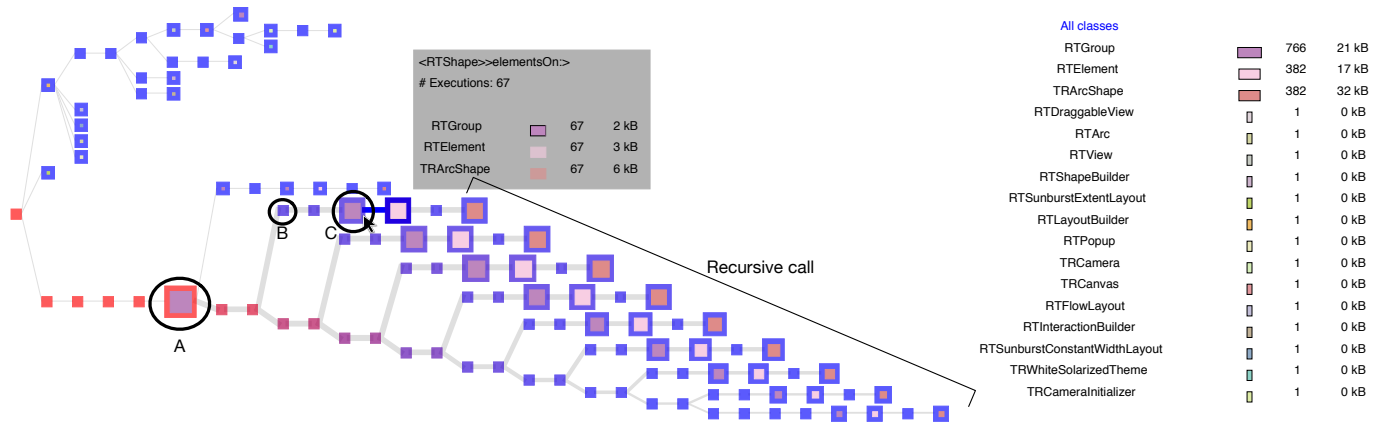 <RTShape>>elementsOn:>
# Executions: 67
RTGroup 67 2 kB
RTElement 67 3 kB
TRArcShape 67 6 kB
B
C
A
Recursive call
All classes
RTGroup 766 21 kB
RTElement 382 17 kB
TRArcShape 382 32 kB
RTDraggableView 1 0 kB
RTArc 1 0 kB
RTView 1 0 kB
RTShapeBuilder 1 0 kB
RTSunburstExtentLayout 1 0 kB
RTLayoutBuilder 1 0 kB
RTPopup 1 0 kB
TRCamera 1 0 kB
TRCanvas 1 0 kB
RTFlowLayout 1 0 kB
RTInteractionBuilder 1 0 kB
RTSunburstConstantWidthLayout 1 0 kB
TRWhiteSolarizedTheme 1 0 kB
TRCameraInitializer 1 0 kB